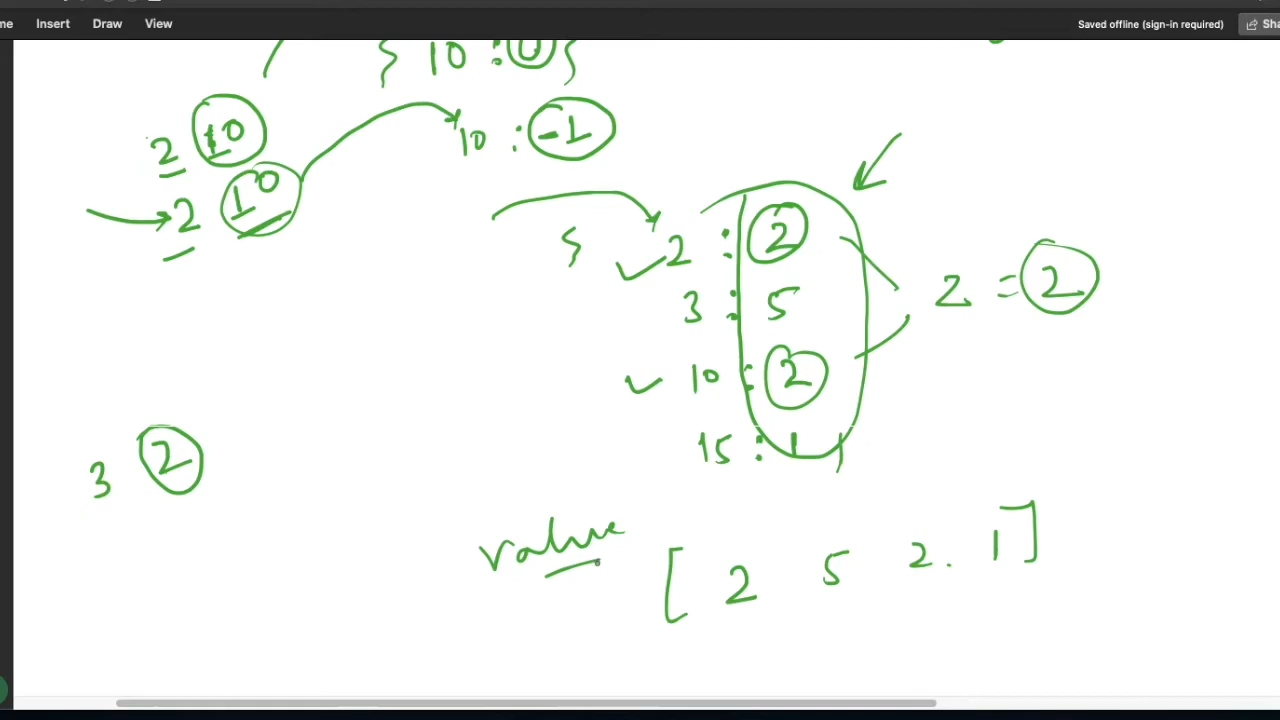 Insert Draw View
Saved offline (sign-in required)
{ 10 : 0 }
2 10
10 : -1
2 10
{ 2 : 2
3 : 5
2 = 2
10 : 2
15 : 1 }
3 2
value
[ 2 5 2. 1 ]